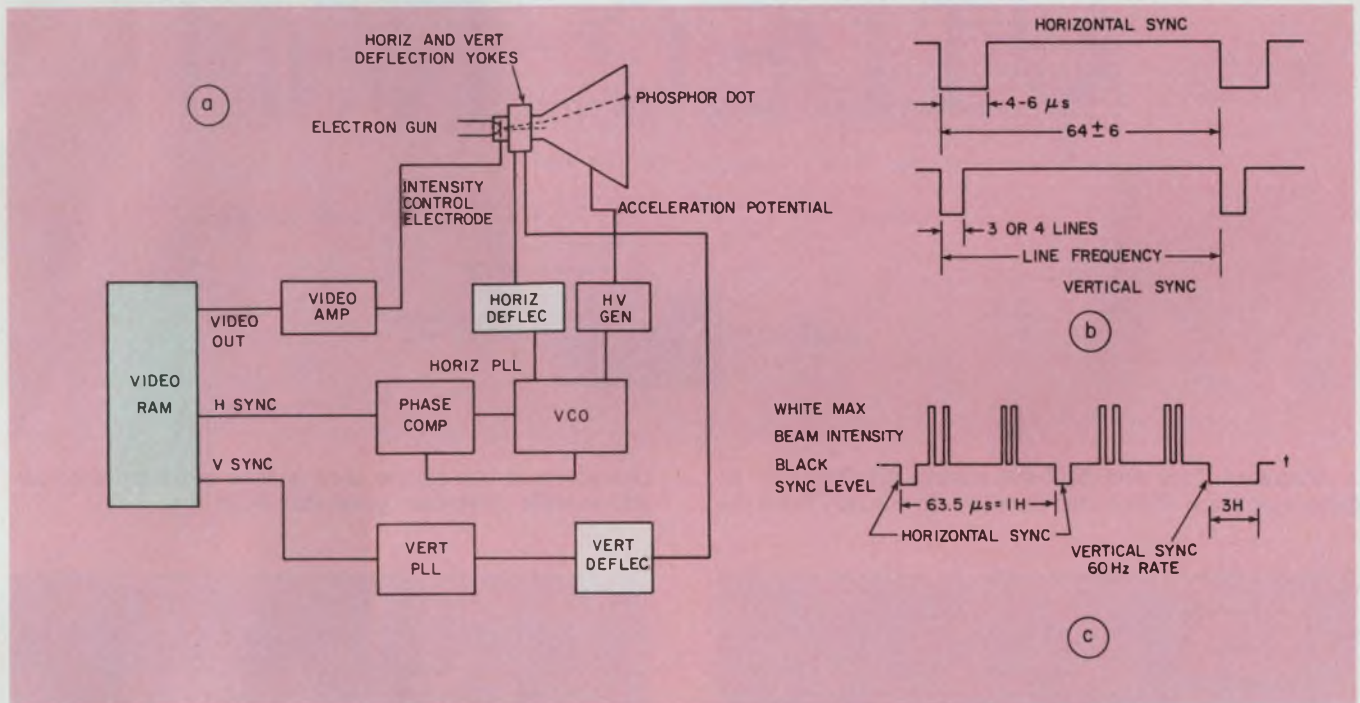 a
HORIZ AND VERT
DEFLECTION YOKES
PHOSPHOR DOT
ELECTRON GUN
INTENSITY
CONTROL
ELECTRODE
ACCELERATION POTENTIAL
VIDEO
RAM
VIDEO
OUT
VIDEO
AMP
HORIZ
DEFLEC
HV
GEN
HORIZ PLL
H SYNC
PHASE
COMP
VCO
V SYNC
VERT
PLL
VERT
DEFLEC
HORIZONTAL SYNC
4-6 μs
64 ± 6
3 OR 4 LINES
LINE FREQUENCY
VERTICAL SYNC
b
WHITE MAX
BEAM INTENSITY
BLACK
SYNC LEVEL
t
63.5 μs = 1H
3H
HORIZONTAL SYNC
VERTICAL SYNC
60Hz RATE
c